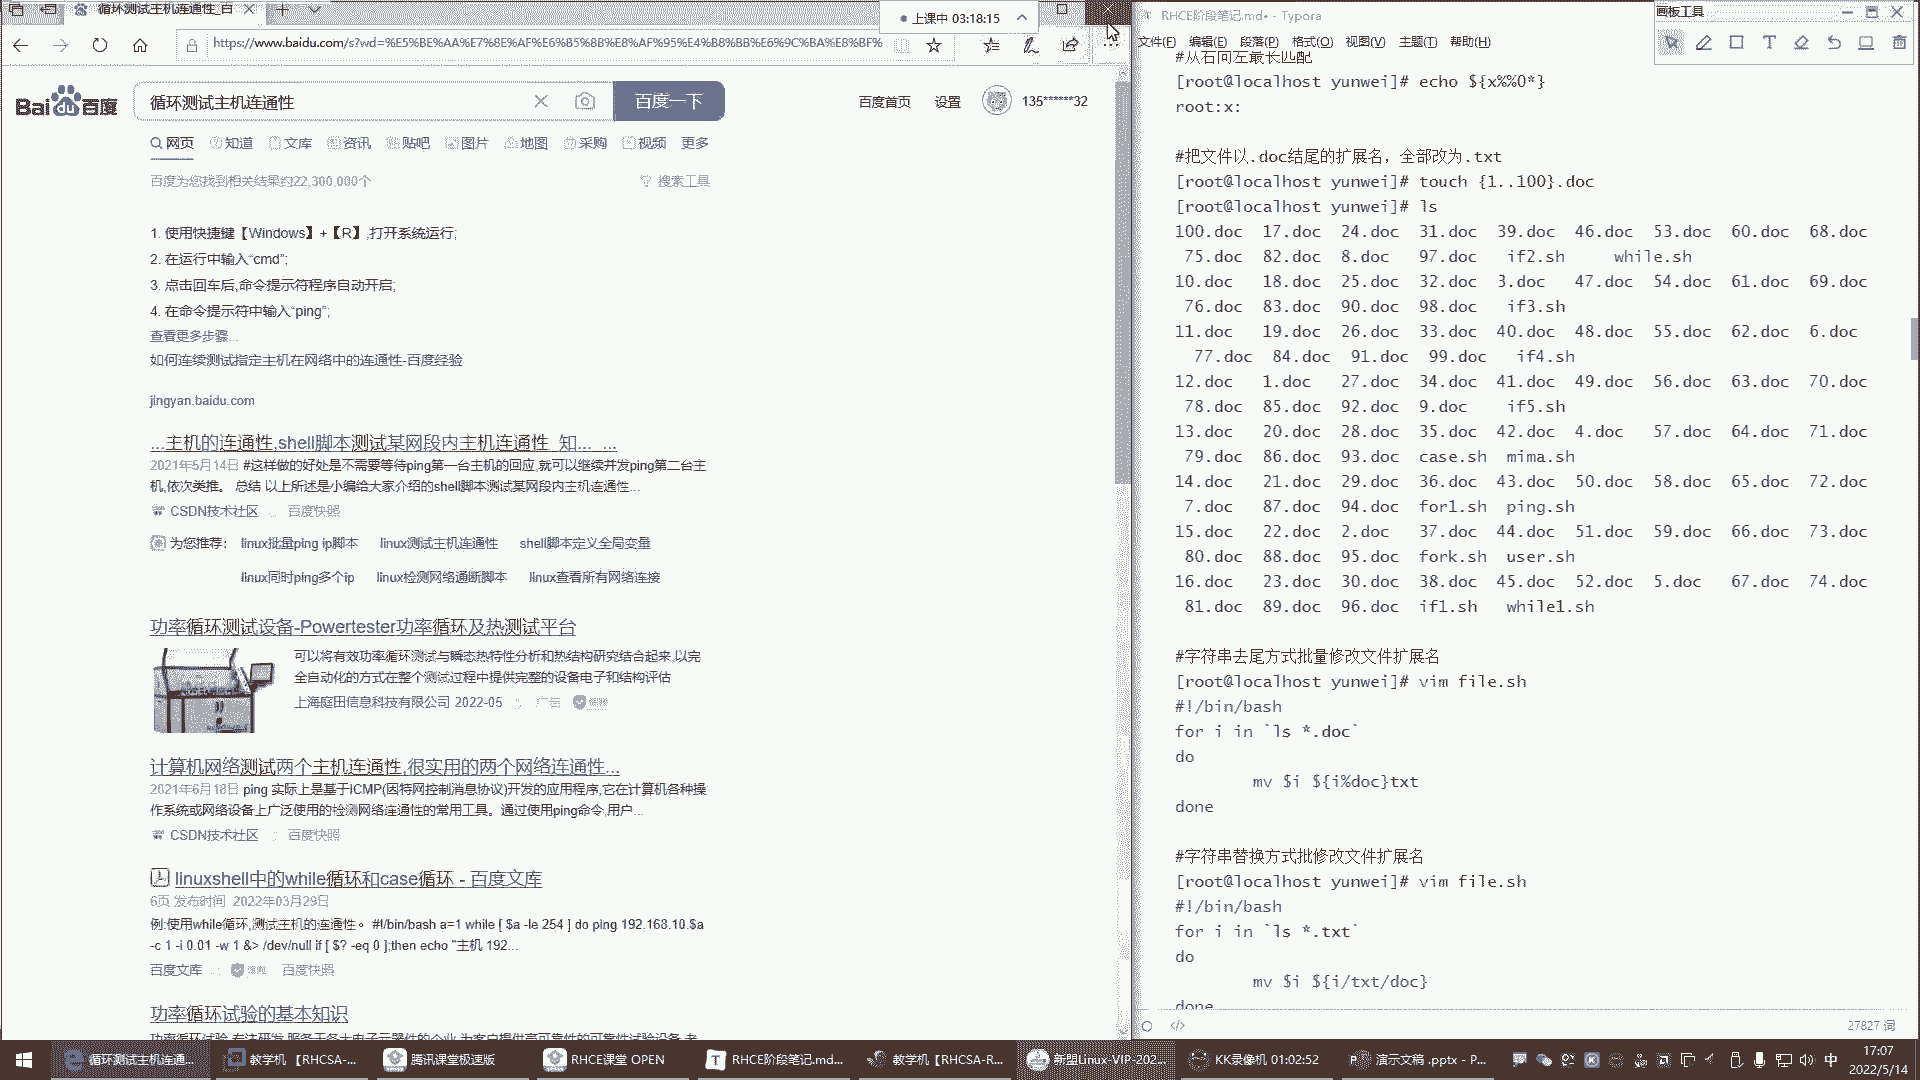 循环测试主机连通性_百
上课中 03:18:15
https://www.baidu.com/s?wd=%E5%BE%AA%E7%8E%AF%E6%B5%8B%E8%AF%95%E4%B8%BB%E6%9C%BA%E8%BF%
Bai du 百度
循环测试主机连通性
百度一下
百度首页 设置 135******32
网页 知道 文库 资讯 贴吧 图片 地图 采购 视频 更多
百度为您找到相关结果约22,300,000个
搜索工具
1. 使用快捷键【Windows】+【R】,打开系统运行;
2. 在运行中输入“cmd”;
3. 点击回车后,命令提示符程序自动开启;
4. 在命令提示符中输入“ping”;
查看更多步骤...
如何连续测试指定主机在网络中的连通性-百度经验
jingyan.baidu.com
...主机的连通性,shell脚本测试某网段内主机连通性_知...  ...
2021年5月14日 #这样做的好处是不需要等待ping第一台主机的回应,就可以继续并发ping第二台主
机,依次类推。 总结 以上所述是小编给大家介绍的shell脚本测试某网段内主机连通性...
CSDN技术社区 百度快照
为您推荐: linux批量ping ip脚本 linux测试主机连通性 shell脚本定义全局变量
linux同时ping多个ip linux检测网络通断脚本 linux查看所有网络连接
功率循环测试设备-Powertester功率循环及热测试平台
可以将有效功率循环测试与瞬态热特性分析和热结构研究结合起来,以完
全自动化的方式在整个测试过程中提供完整的设备电子和结构评估
上海庭田信息科技有限公司 2022-05 广告
计算机网络测试两个主机连通性,很实用的两个网络连通性...
2021年6月18日 ping 实际上是基于ICMP(因特网控制消息协议)开发的应用程序,它在计算机各种操
作系统或网络设备上广泛使用的检测网络连通性的常用工具。通过使用ping命令,用户...
CSDN技术社区 百度快照
linuxshell中的while循环和case循环 - 百度文库
6页 发布时间: 2022年03月29日
例:使用while循环,测试主机的连通性。 #!/bin/bash a=1 while [ $a -le 254 ] do ping 192.168.10.$a
-c 1 -i 0.01 -w 1 &> /dev/null if [ $? -eq 0 ];then echo "主机 192...
百度文库 百度快照
功率循环试验的基本知识
RHCE阶段笔记.md• - Typora
画板工具
文件(F) 编辑(E) 段落(P) 格式(O) 视图(V) 主题(T) 帮助(H)
#从右向左最长匹配
[root@localhost yunwei]# echo ${x%%0*}
root:x:
#把文件以.doc结尾的扩展名，全部改为.txt
[root@localhost yunwei]# touch {1..100}.doc
[root@localhost yunwei]# ls
100.doc 17.doc 24.doc 31.doc 39.doc 46.doc 53.doc 60.doc 68.doc
75.doc 82.doc 8.doc 97.doc if2.sh while.sh
10.doc 18.doc 25.doc 32.doc 3.doc 47.doc 54.doc 61.doc 69.doc
76.doc 83.doc 90.doc 98.doc if3.sh
11.doc 19.doc 26.doc 33.doc 40.doc 48.doc 55.doc 62.doc 6.doc
77.doc 84.doc 91.doc 99.doc if4.sh
12.doc 1.doc 27.doc 34.doc 41.doc 49.doc 56.doc 63.doc 70.doc
78.doc 85.doc 92.doc 9.doc if5.sh
13.doc 20.doc 28.doc 35.doc 42.doc 4.doc 57.doc 64.doc 71.doc
79.doc 86.doc 93.doc case.sh mima.sh
14.doc 21.doc 29.doc 36.doc 43.doc 50.doc 58.doc 65.doc 72.doc
7.doc 87.doc 94.doc for1.sh ping.sh
15.doc 22.doc 2.doc 37.doc 44.doc 51.doc 59.doc 66.doc 73.doc
80.doc 88.doc 95.doc fork.sh user.sh
16.doc 23.doc 30.doc 38.doc 45.doc 52.doc 5.doc 67.doc 74.doc
81.doc 89.doc 96.doc if1.sh while1.sh
#字符串去尾方式批量修改文件扩展名
[root@localhost yunwei]# vim file.sh
#!/bin/bash
for i in `ls *.doc`
do
mv $i ${i%doc}txt
done
#字符串替换方式批修改文件扩展名
[root@localhost yunwei]# vim file.sh
#!/bin/bash
for i in `ls *.txt`
do
mv $i ${i/txt/doc}
done
27827 词
循环测试主机连通... 教学机 【RHCSA-... 腾讯课堂极速版 RHCE课堂 OPEN RHCE阶段笔记.md... 教学机【RHCSA-R... 新盟Linux-VIP-202... KK录像机 01:02:52 演示文稿 .pptx - P... 中 17:07
2022/5/14